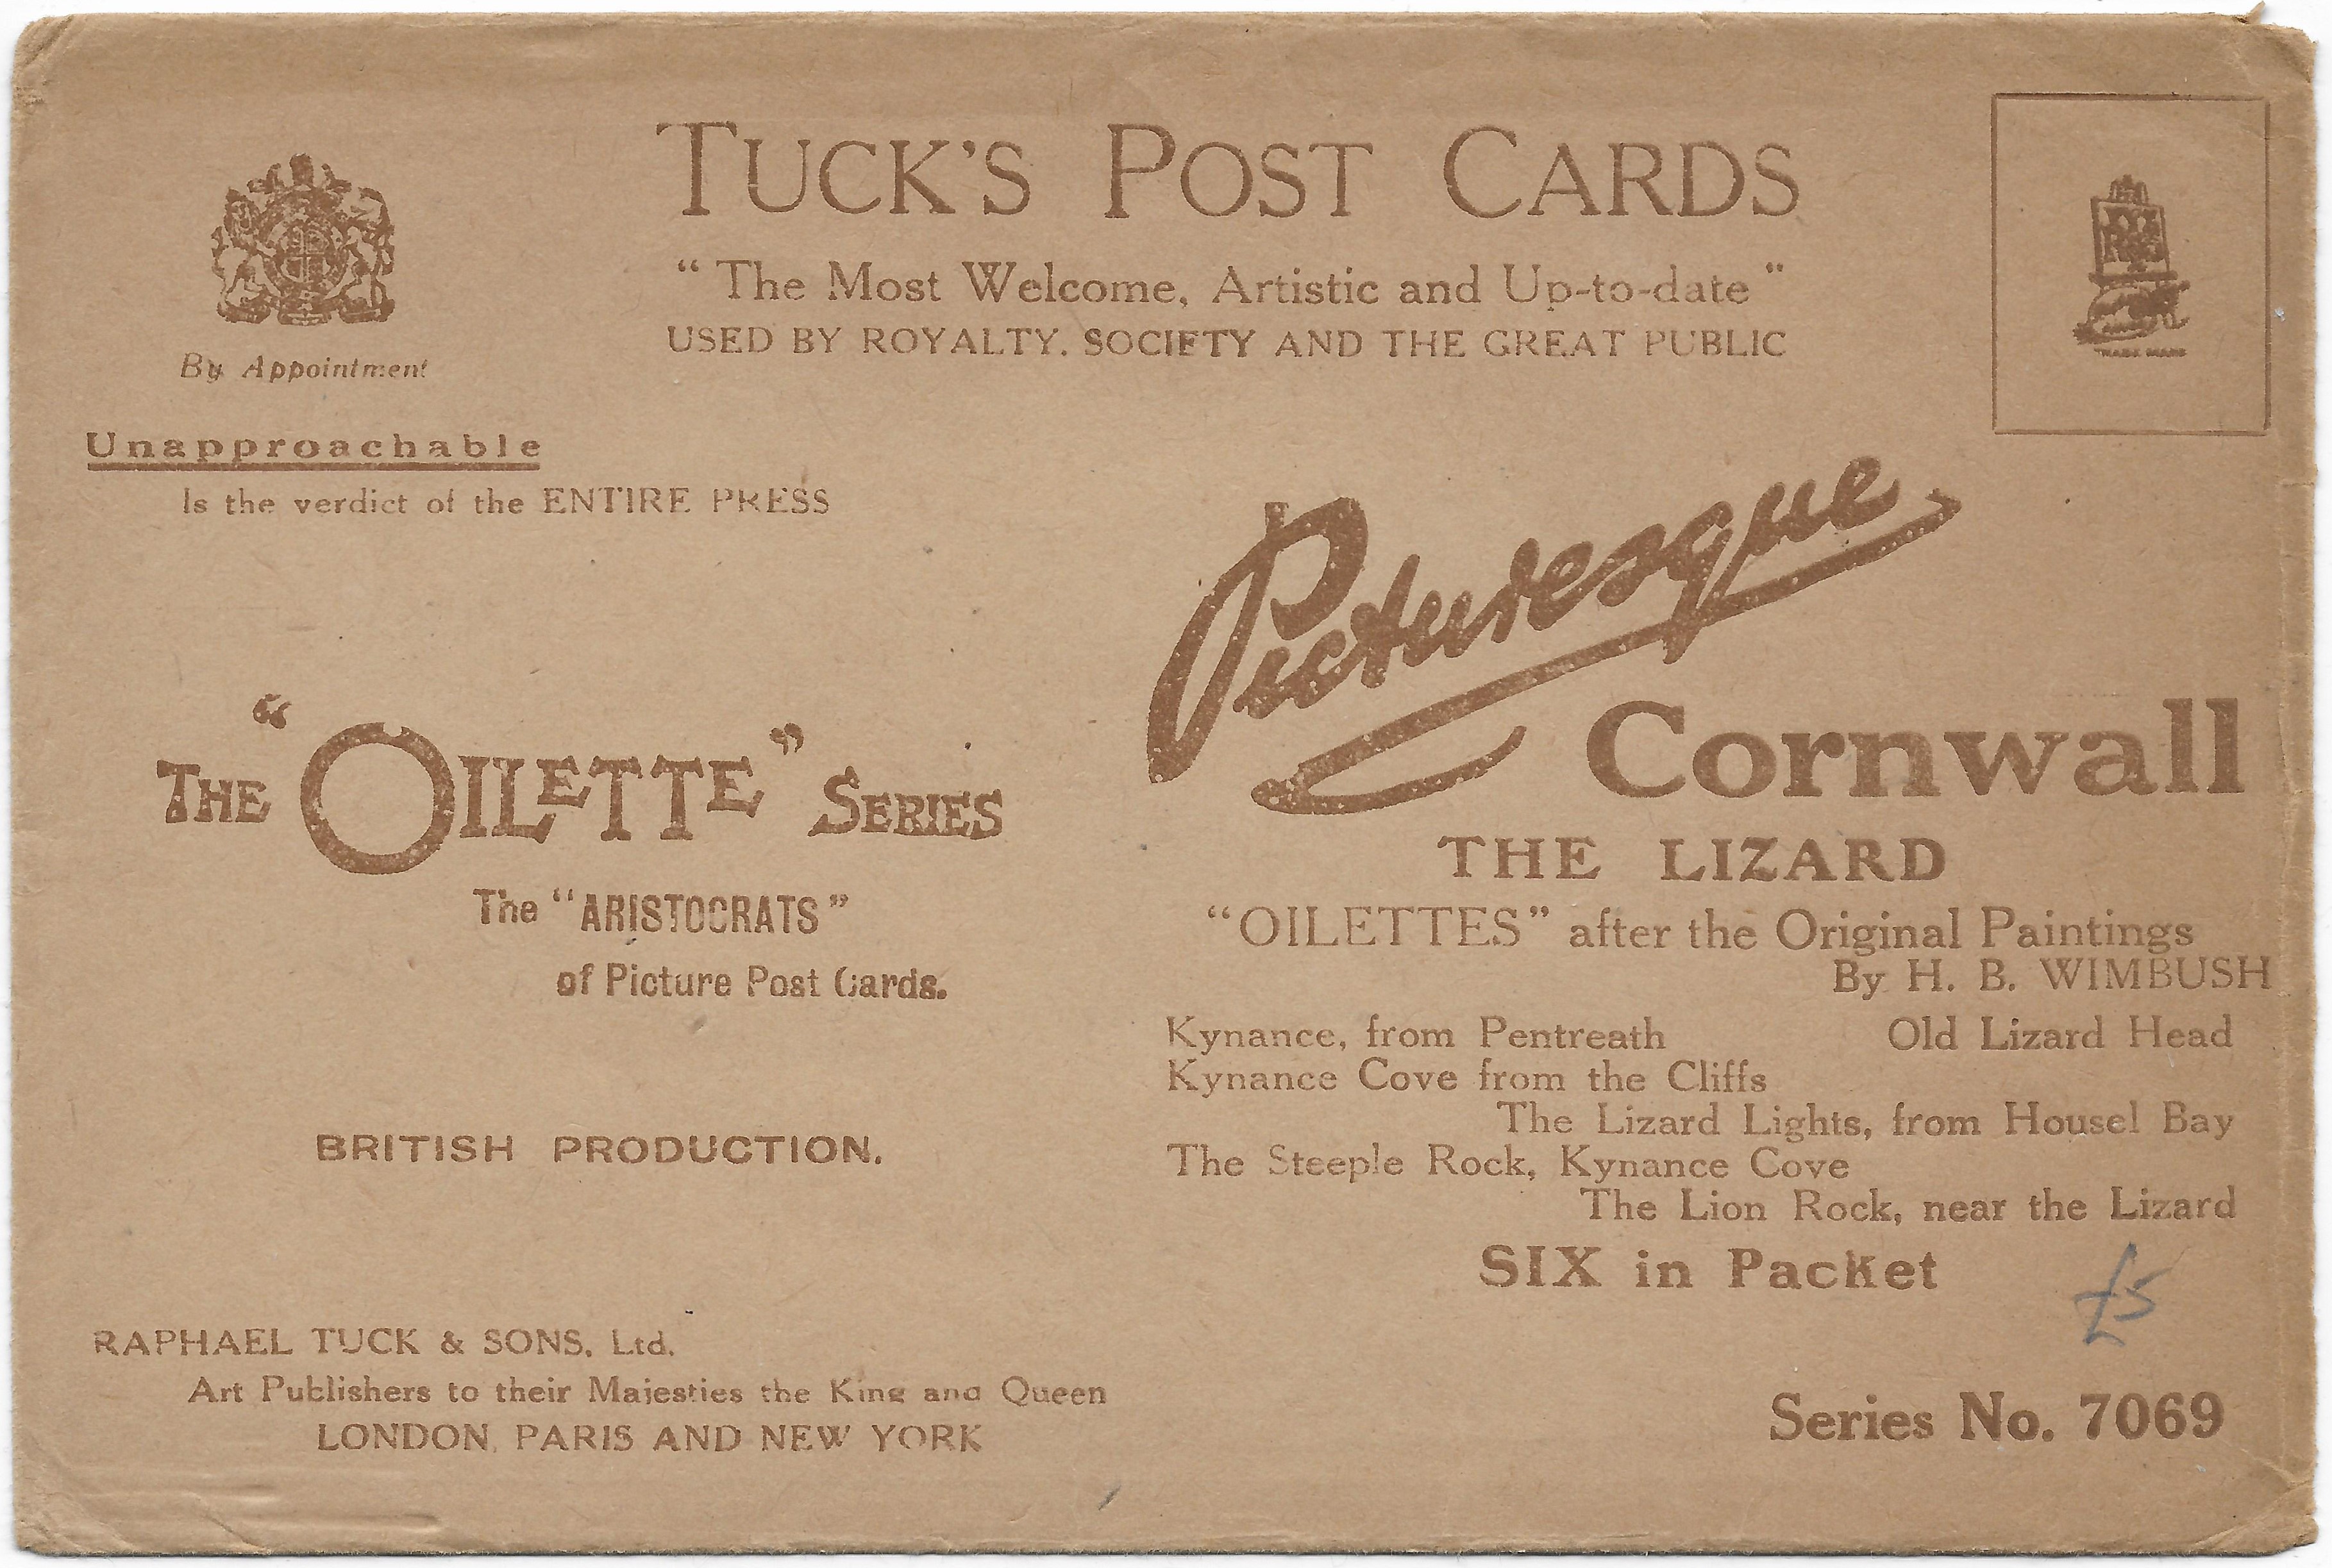 TUCK'S POST CARDS
"The Most Welcome, Artistic and Up-to-date"
USED BY ROYALTY, SOCIETY AND THE GREAT PUBLIC
By Appointment
TRADE MARK
Unapproachable
Is the verdict of the ENTIRE PRESS
THE "OILETTE" SERIES
The "ARISTOCRATS"
of Picture Post Cards.
BRITISH PRODUCTION.
RAPHAEL TUCK & SONS, Ltd.
Art Publishers to their Majesties the King and Queen
LONDON, PARIS AND NEW YORK
Picturesque
Cornwall
THE LIZARD
"OILETTES" after the Original Paintings
By H. B. WIMBUSH
Kynance, from Pentreath Old Lizard Head
Kynance Cove from the Cliffs
The Lizard Lights, from Housel Bay
The Steeple Rock, Kynance Cove
The Lion Rock, near the Lizard
SIX in Packet
£5
Series No. 7069